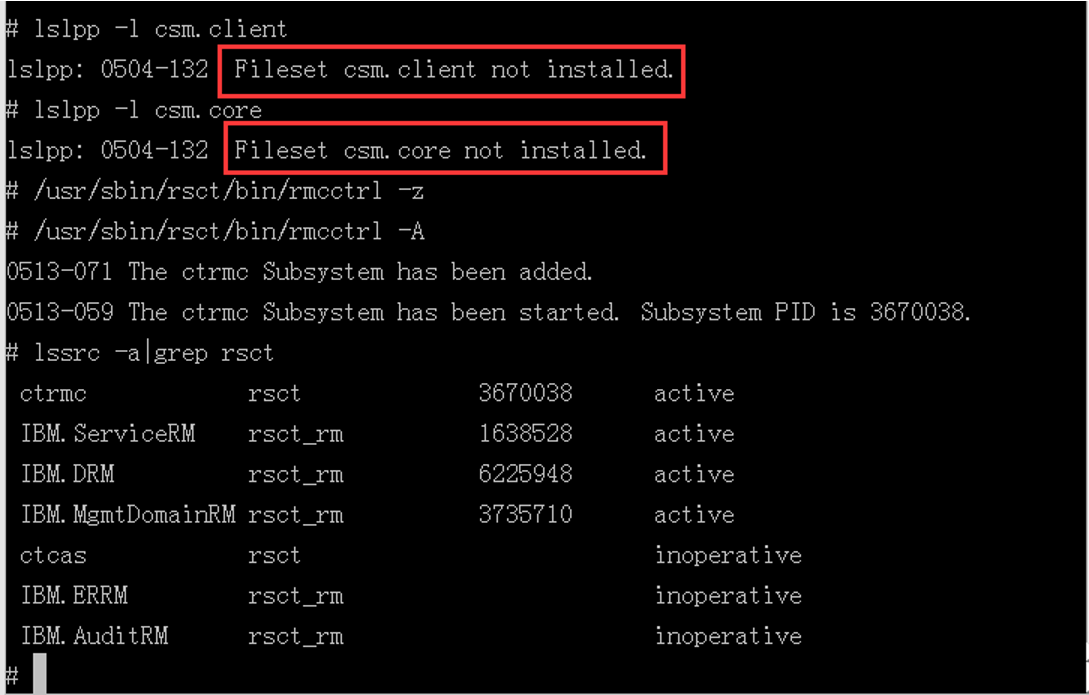 # lslpp -l csm.client
lslpp: 0504-132 Fileset csm.client not installed.
# lslpp -l csm.core
lslpp: 0504-132 Fileset csm.core not installed.
# /usr/sbin/rsct/bin/rmcctrl -z
# /usr/sbin/rsct/bin/rmcctrl -A
0513-071 The ctrmc Subsystem has been added.
0513-059 The ctrmc Subsystem has been started. Subsystem PID is 3670038.
# lssrc -a|grep rsct
ctrmc rsct 3670038 active
IBM.ServiceRM rsct_rm 1638528 active
IBM.DRM rsct_rm 6225948 active
IBM.MgmtDomainRM rsct_rm 3735710 active
ctcas rsct inoperative
IBM.ERRM rsct_rm inoperative
IBM.AuditRM rsct_rm inoperative
#